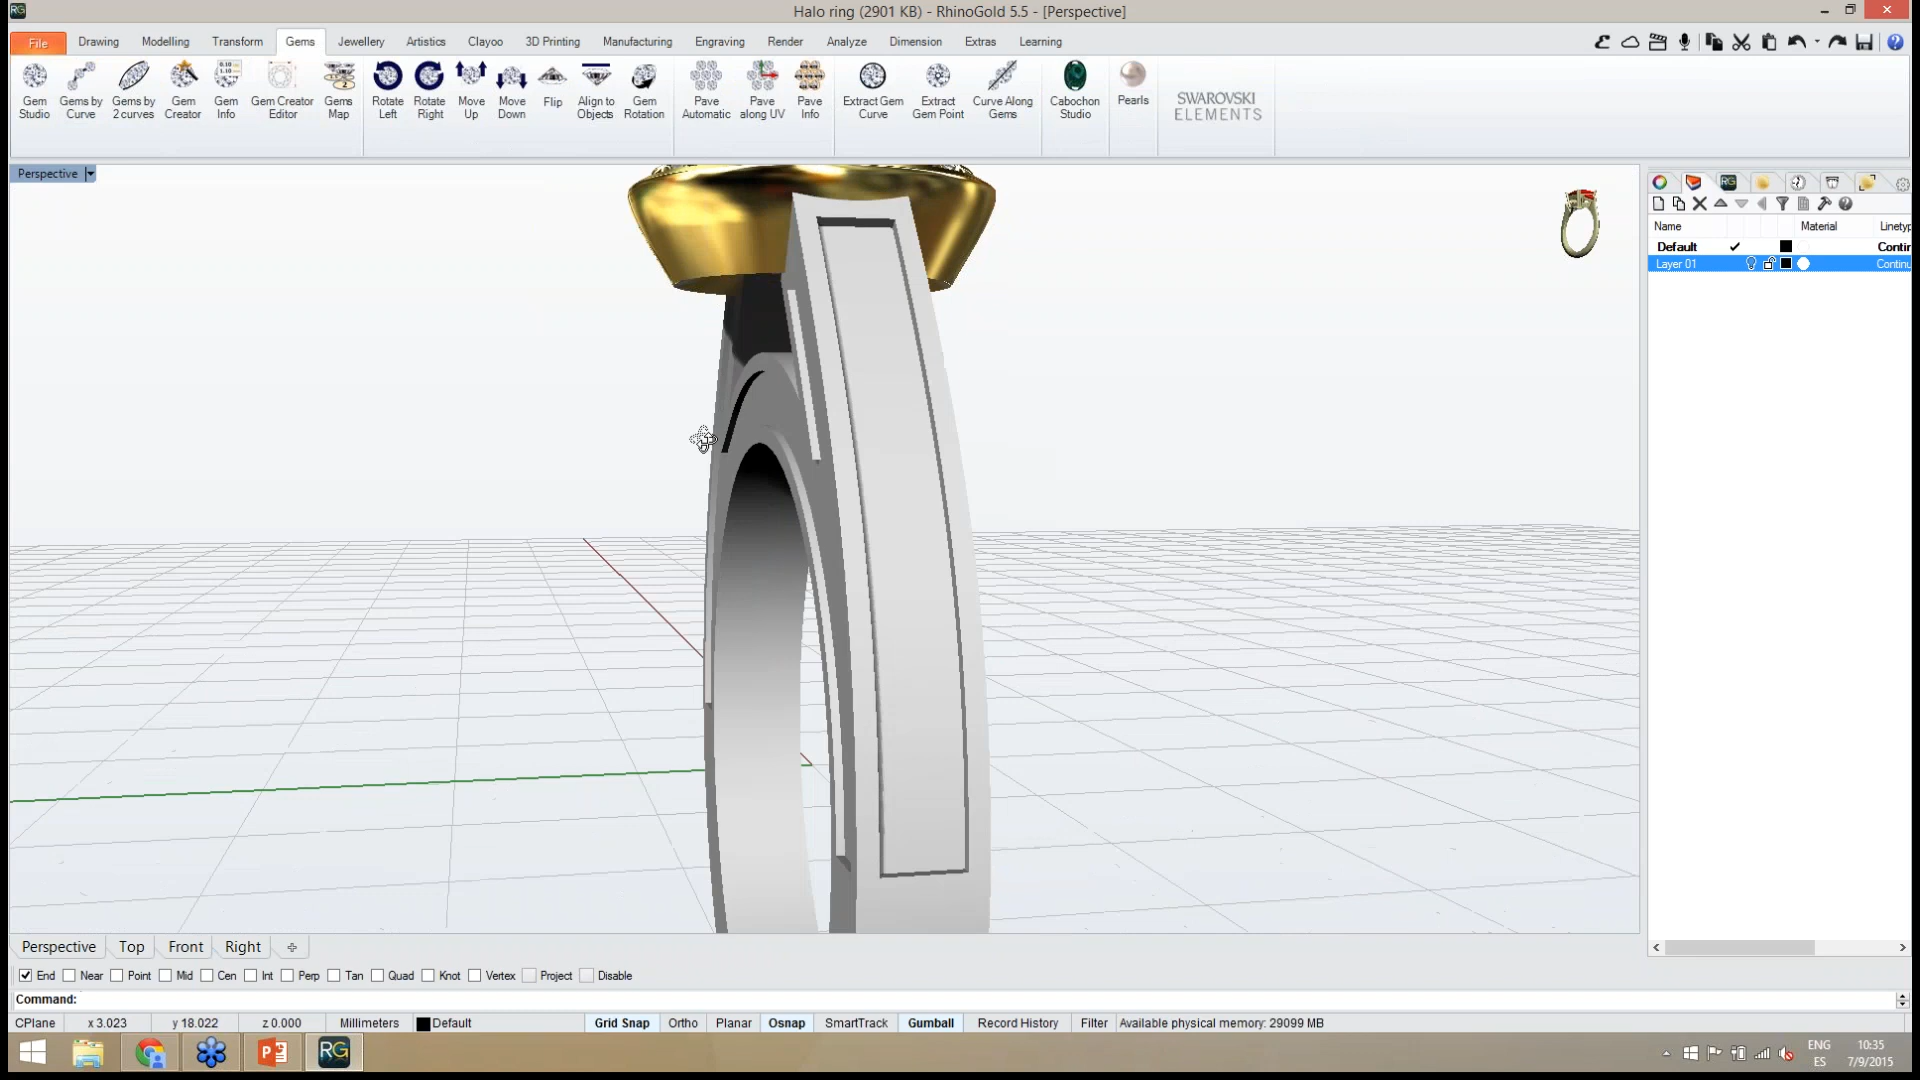 RG
Halo ring (2901 KB) - RhinoGold 5.5 - [Perspective]
File Drawing Modelling Transform Gems Jewellery Artistics Clayoo 3D Printing Manufacturing Engraving Render Analyze Dimension Extras Learning
Gem Studio
Gems by Curve
Gems by 2 curves
Gem Creator
Gem Info
Gem Creator Editor
Gems Map
Rotate Left
Rotate Right
Move Up
Move Down
Flip
Align to Objects
Gem Rotation
Pave Automatic
Pave along UV
Pave Info
Extract Gem Curve
Extract Gem Point
Curve Along Gems
Cabochon Studio
Pearls
SWAROVSKI
ELEMENTS
Perspective
RG
Name Material Linetyp
Default Contin
Layer 01 Continu
Perspective Top Front Right
End Near Point Mid Cen Int Perp Tan Quad Knot Vertex Project Disable
Command:
CPlane x 3.023 y 18.022 z 0.000 Millimeters Default Grid Snap Ortho Planar Osnap SmartTrack Gumball Record History Filter Available physical memory: 29099 MB
RG
ENG 10:35
ES 7/9/2015